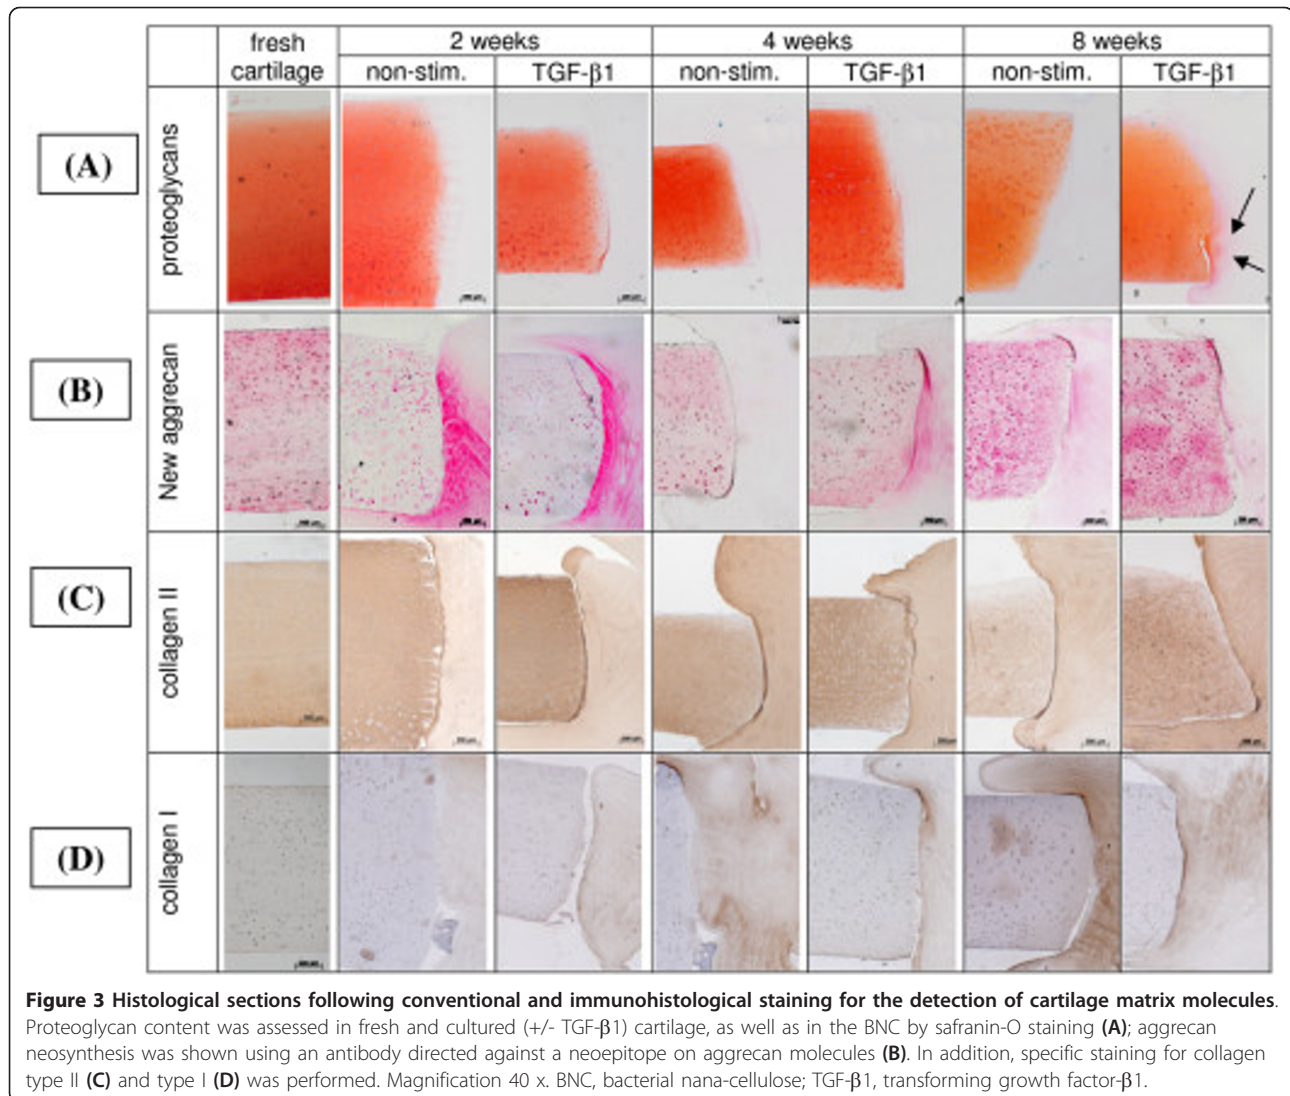 fresh cartilage
2 weeks
4 weeks
8 weeks
non-stim.
TGF-β1
non-stim.
TGF-β1
non-stim.
TGF-β1
(A)
proteoglycans
(B)
New aggrecan
(C)
collagen II
(D)
collagen I
Figure 3 Histological sections following conventional and immunohistological staining for the detection of cartilage matrix molecules.
Proteoglycan content was assessed in fresh and cultured (+/- TGF-β1) cartilage, as well as in the BNC by safranin-O staining (A); aggrecan
neosynthesis was shown using an antibody directed against a neoepitope on aggrecan molecules (B). In addition, specific staining for collagen
type II (C) and type I (D) was performed. Magnification 40 x. BNC, bacterial nana-cellulose; TGF-β1, transforming growth factor-β1.